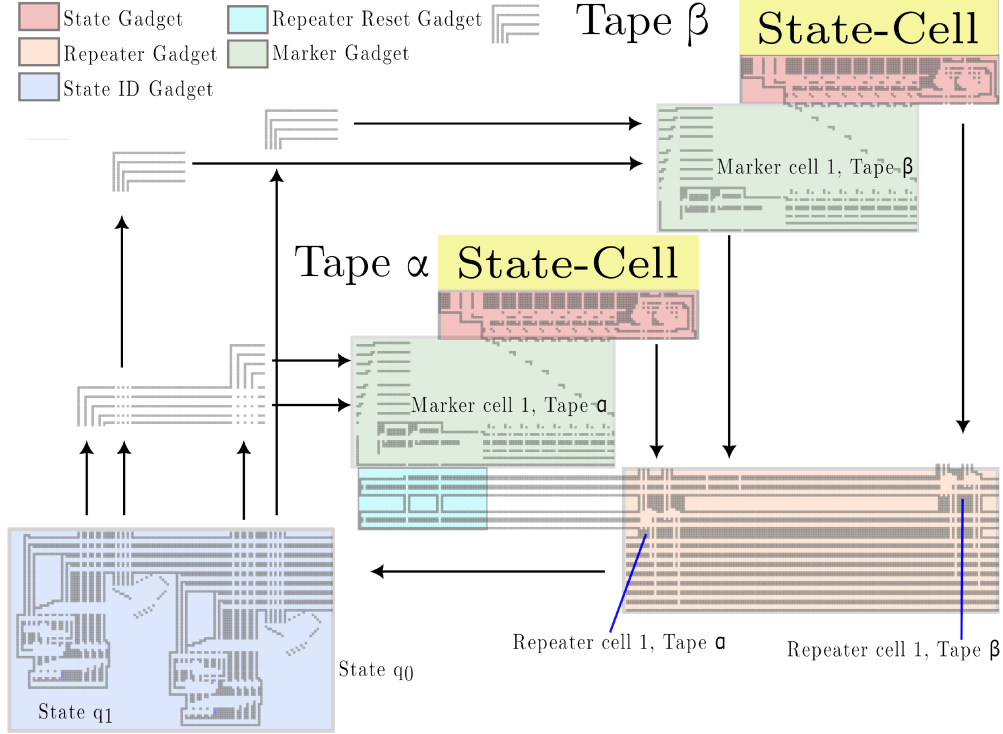 State Gadget
Repeater Reset Gadget
Repeater Gadget
Marker Gadget
State ID Gadget
Tape β
State-Cell
Marker cell 1, Tape β
Tape α
State-Cell
Marker cell 1, Tape α
Repeater cell 1, Tape α
Repeater cell 1, Tape β
State q0
State q1